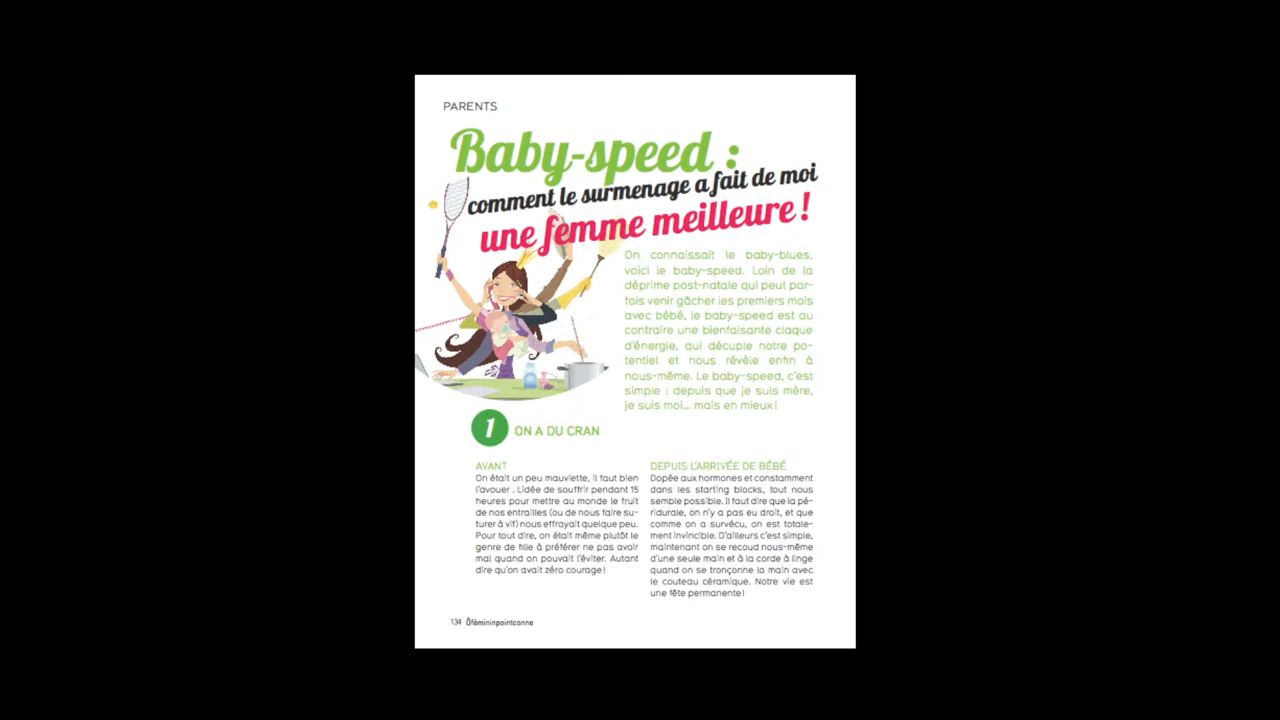 PARENTS
Baby-speed :
comment le surmenage a fait de moi
une femme meilleure !
On connaissait le baby-blues,
voici le baby-speed. Loin de la
déprime post-natale qui peut par-
fois venir gâcher les premiers mois
avec bébé, le baby-speed est au
contraire une bienfaisante claque
d'énergie, qui décuple notre po-
tentiel et nous révèle enfin à
nous-même. Le baby-speed, c'est
simple : depuis que je suis mère,
je suis moi... mais en mieux !
1 ON A DU CRAN
AVANT
On était un peu mauviette, il faut bien
l'avouer . Lidée de souffrir pendant 15
heures pour mettre au monde le fruit
de nos entrailles (ou de nous faire su-
turer à vif) nous effrayait quelque peu.
Pour tout dire, on était même plutôt le
genre de fille à préférer ne pas avoir
mal quand on pouvait l'éviter. Autant
dire qu'on avait zéro courage !
DEPUIS L'ARRIVÉE DE BÉBÉ
Dopée aux hormones et constamment
dans les starting blocks, tout nous
semble possible. Il faut dire que la pé-
ridurale, on n'y a pas eu droit, et que
comme on a survécu, on est totale-
ment invincible. D'ailleurs c'est simple,
maintenant on se recoud nous-même
d'une seule main et à la corde à linge
quand on se tronçonne la main avec
le couteau céramique. Notre vie est
une fête permanente !
134 Ôfémininpointconne